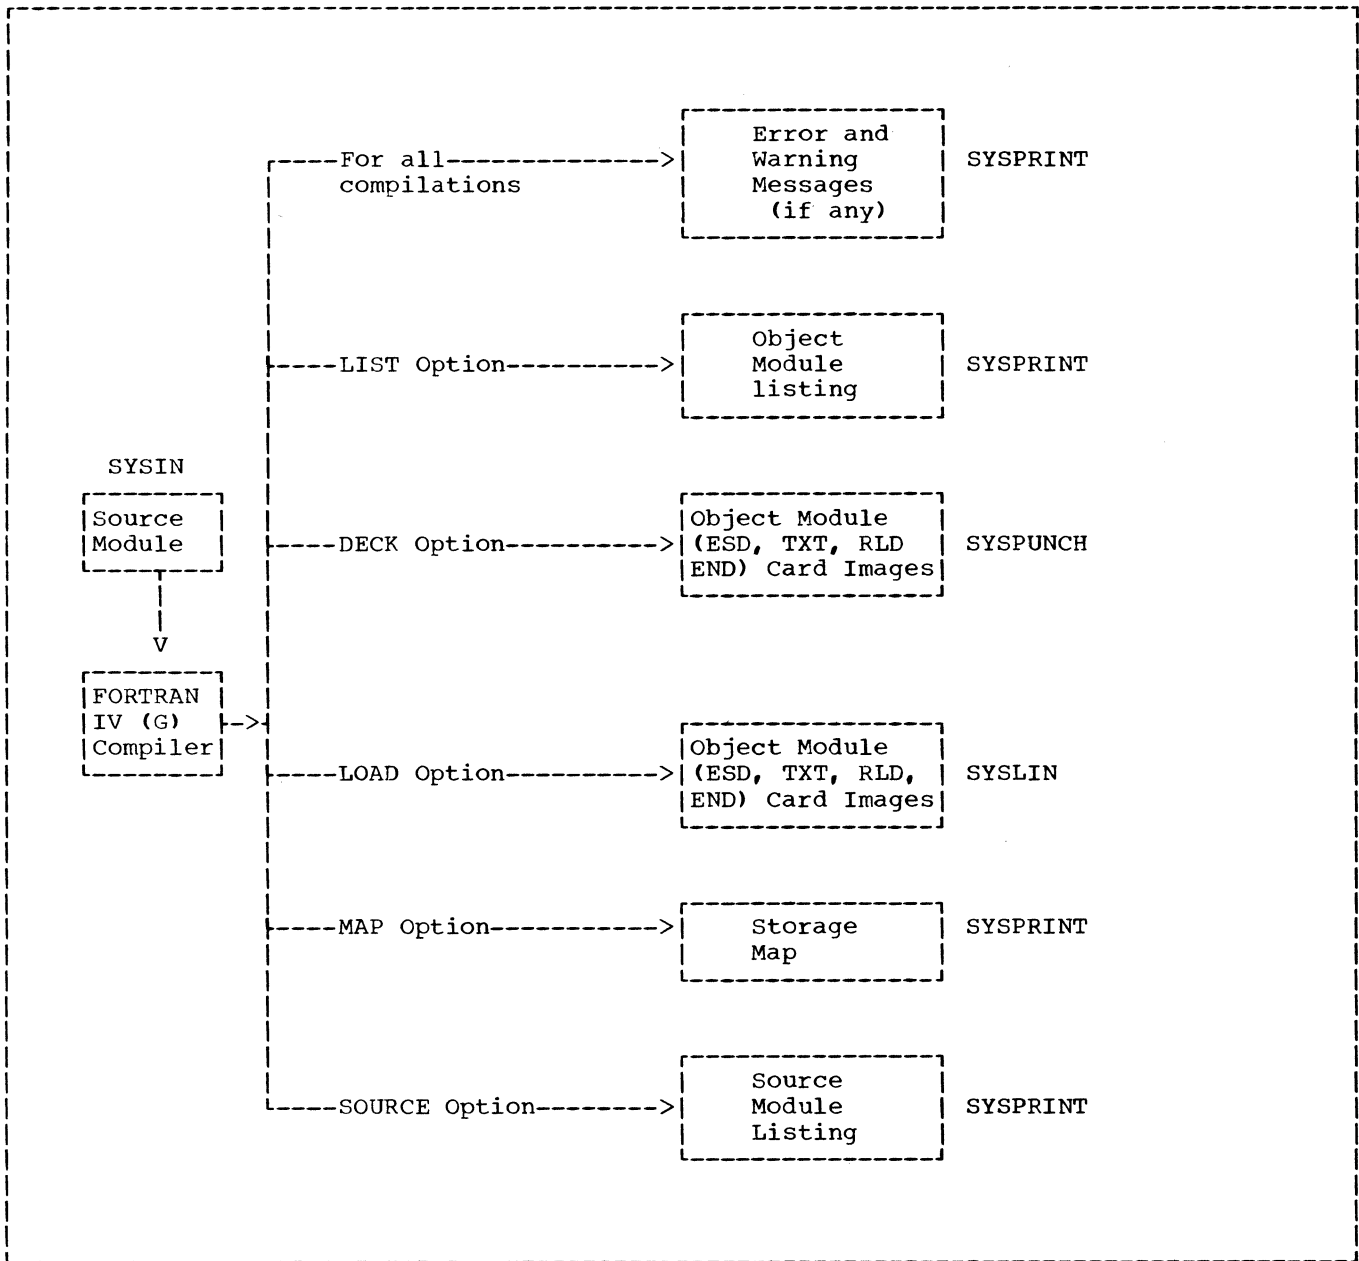 For all
compilations
Error and
Warning
Messages
(if any)
SYSPRINT
LIST Option
Object
Module
listing
SYSPRINT
SYSIN
Source
Module
DECK Option
Object Module
(ESD, TXT, RLD
END) Card Images
SYSPUNCH
FORTRAN
IV (G)
Compiler
LOAD Option
Object Module
(ESD, TXT, RLD,
END) Card Images
SYSLIN
MAP Option
Storage
Map
SYSPRINT
SOURCE Option
Source
Module
Listing
SYSPRINT